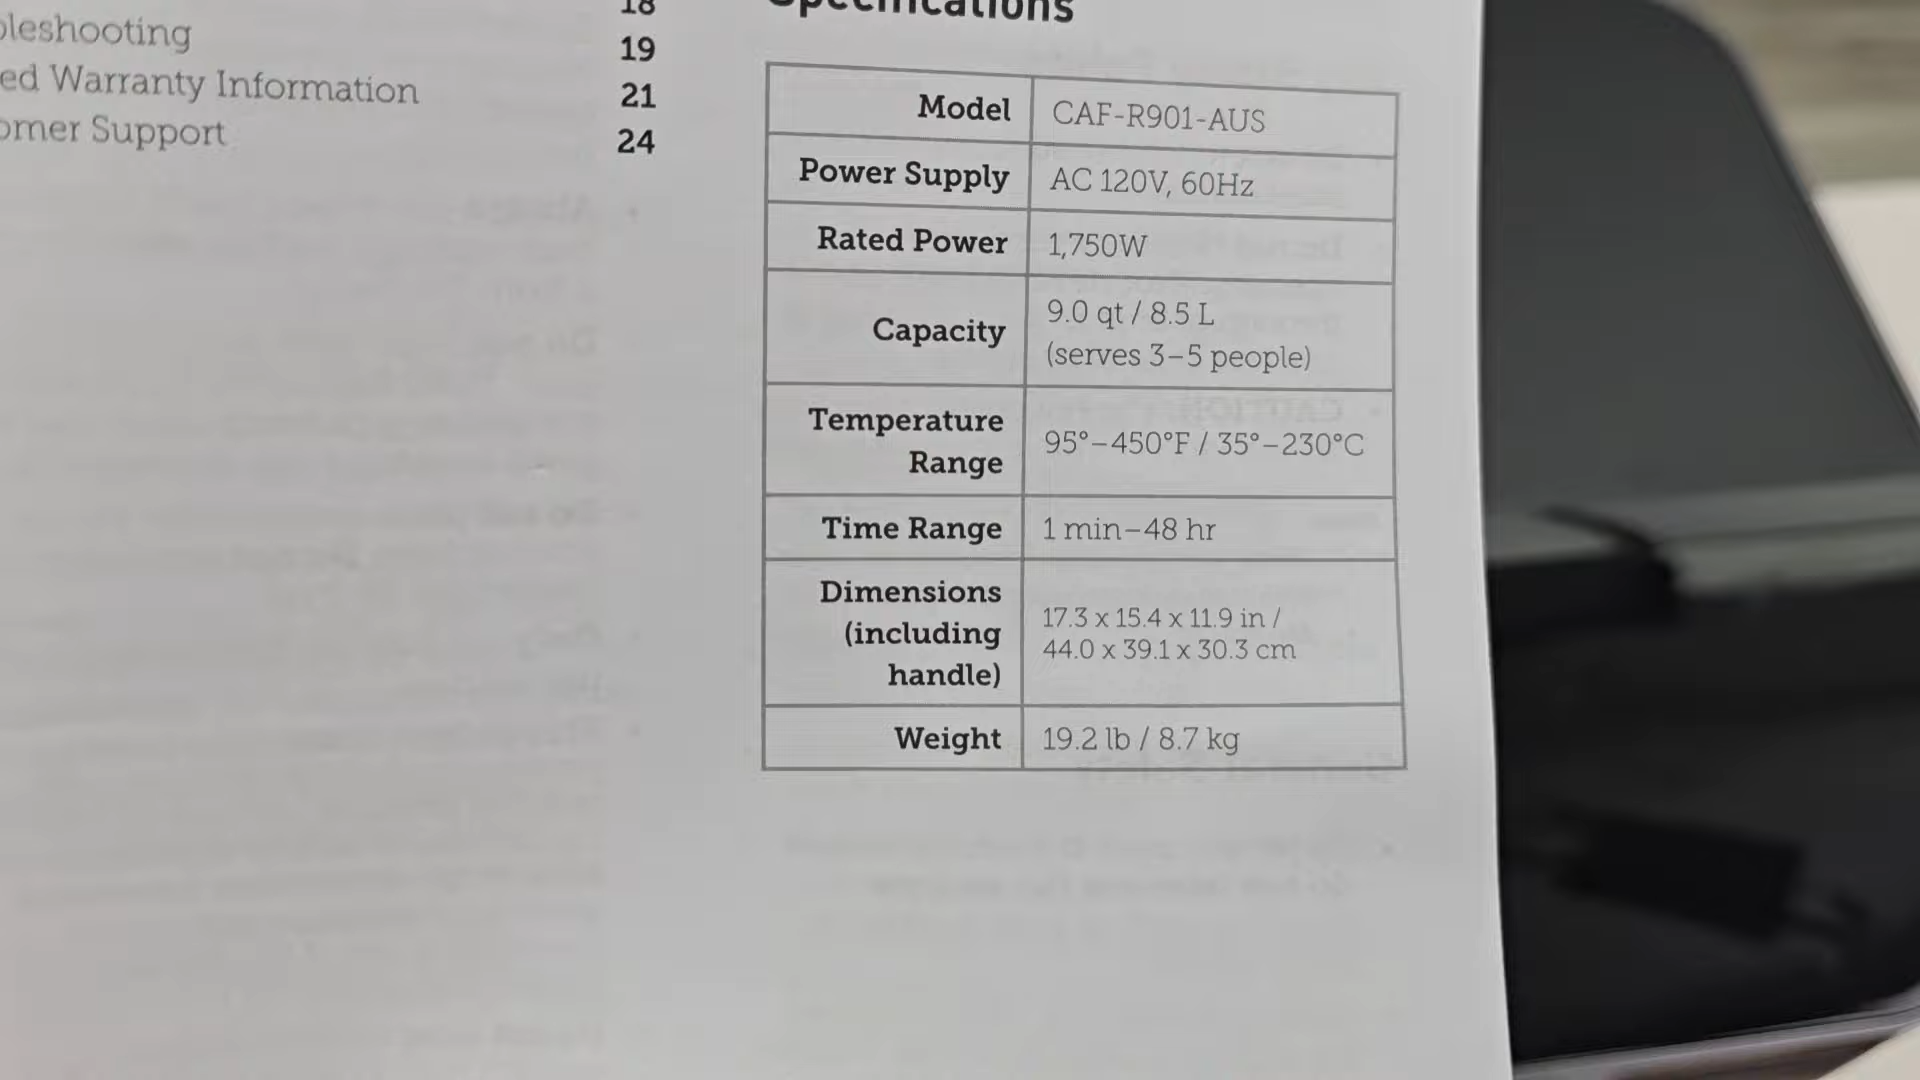 18
bleshooting 19
ed Warranty Information 21
omer Support 24
Specifications
Model CAF-R901-AUS
Power Supply AC 120V, 60Hz
Rated Power 1,750W
Capacity 9.0 qt / 8.5 L
(serves 3–5 people)
Temperature
Range 95°–450°F / 35°–230°C
Time Range 1 min–48 hr
Dimensions
(including
handle) 17.3 x 15.4 x 11.9 in /
44.0 x 39.1 x 30.3 cm
Weight 19.2 lb / 8.7 kg